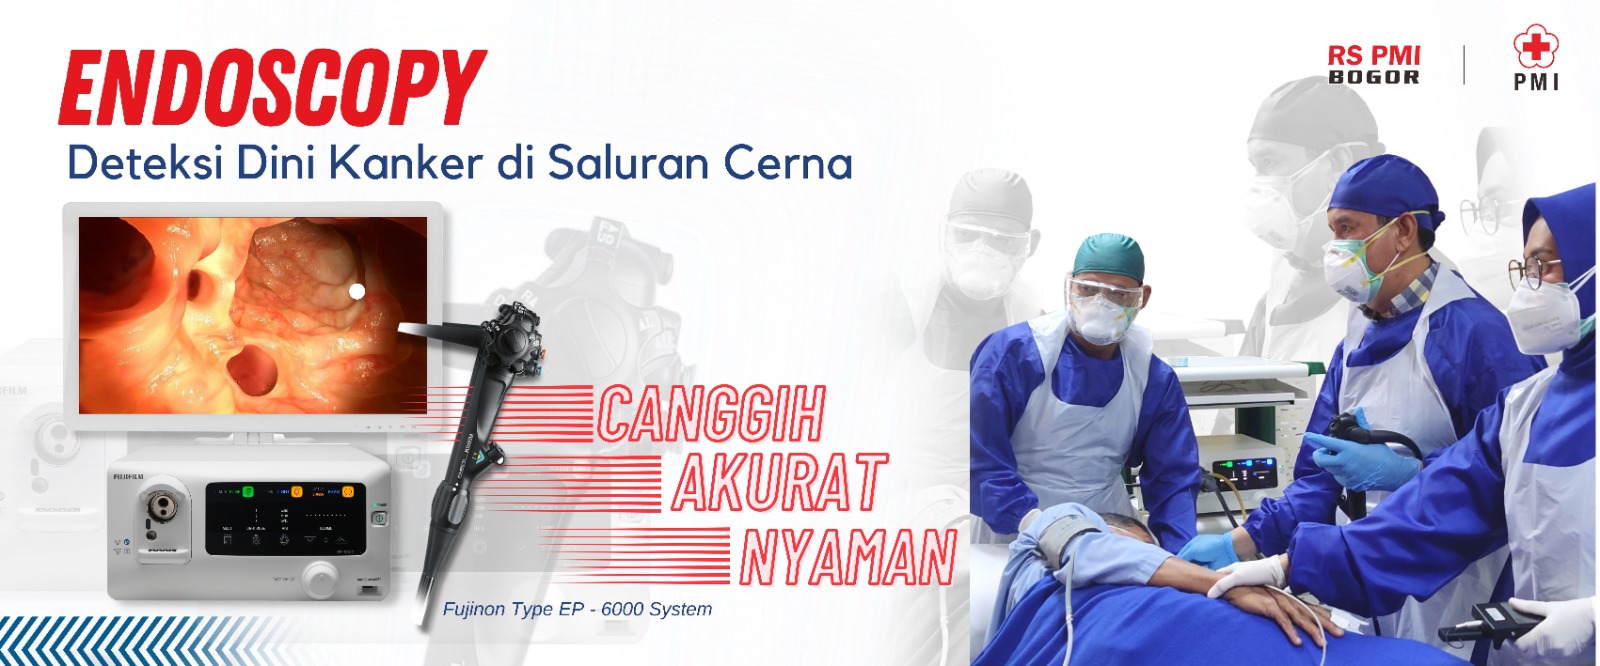 ENDOSCOPY
Deteksi Dini Kanker di Saluran Cerna
RS PMI
BOGOR
PMI
FUJIFILM
CANGGIH
AKURAT
NYAMAN
Fujinon Type EP - 6000 System